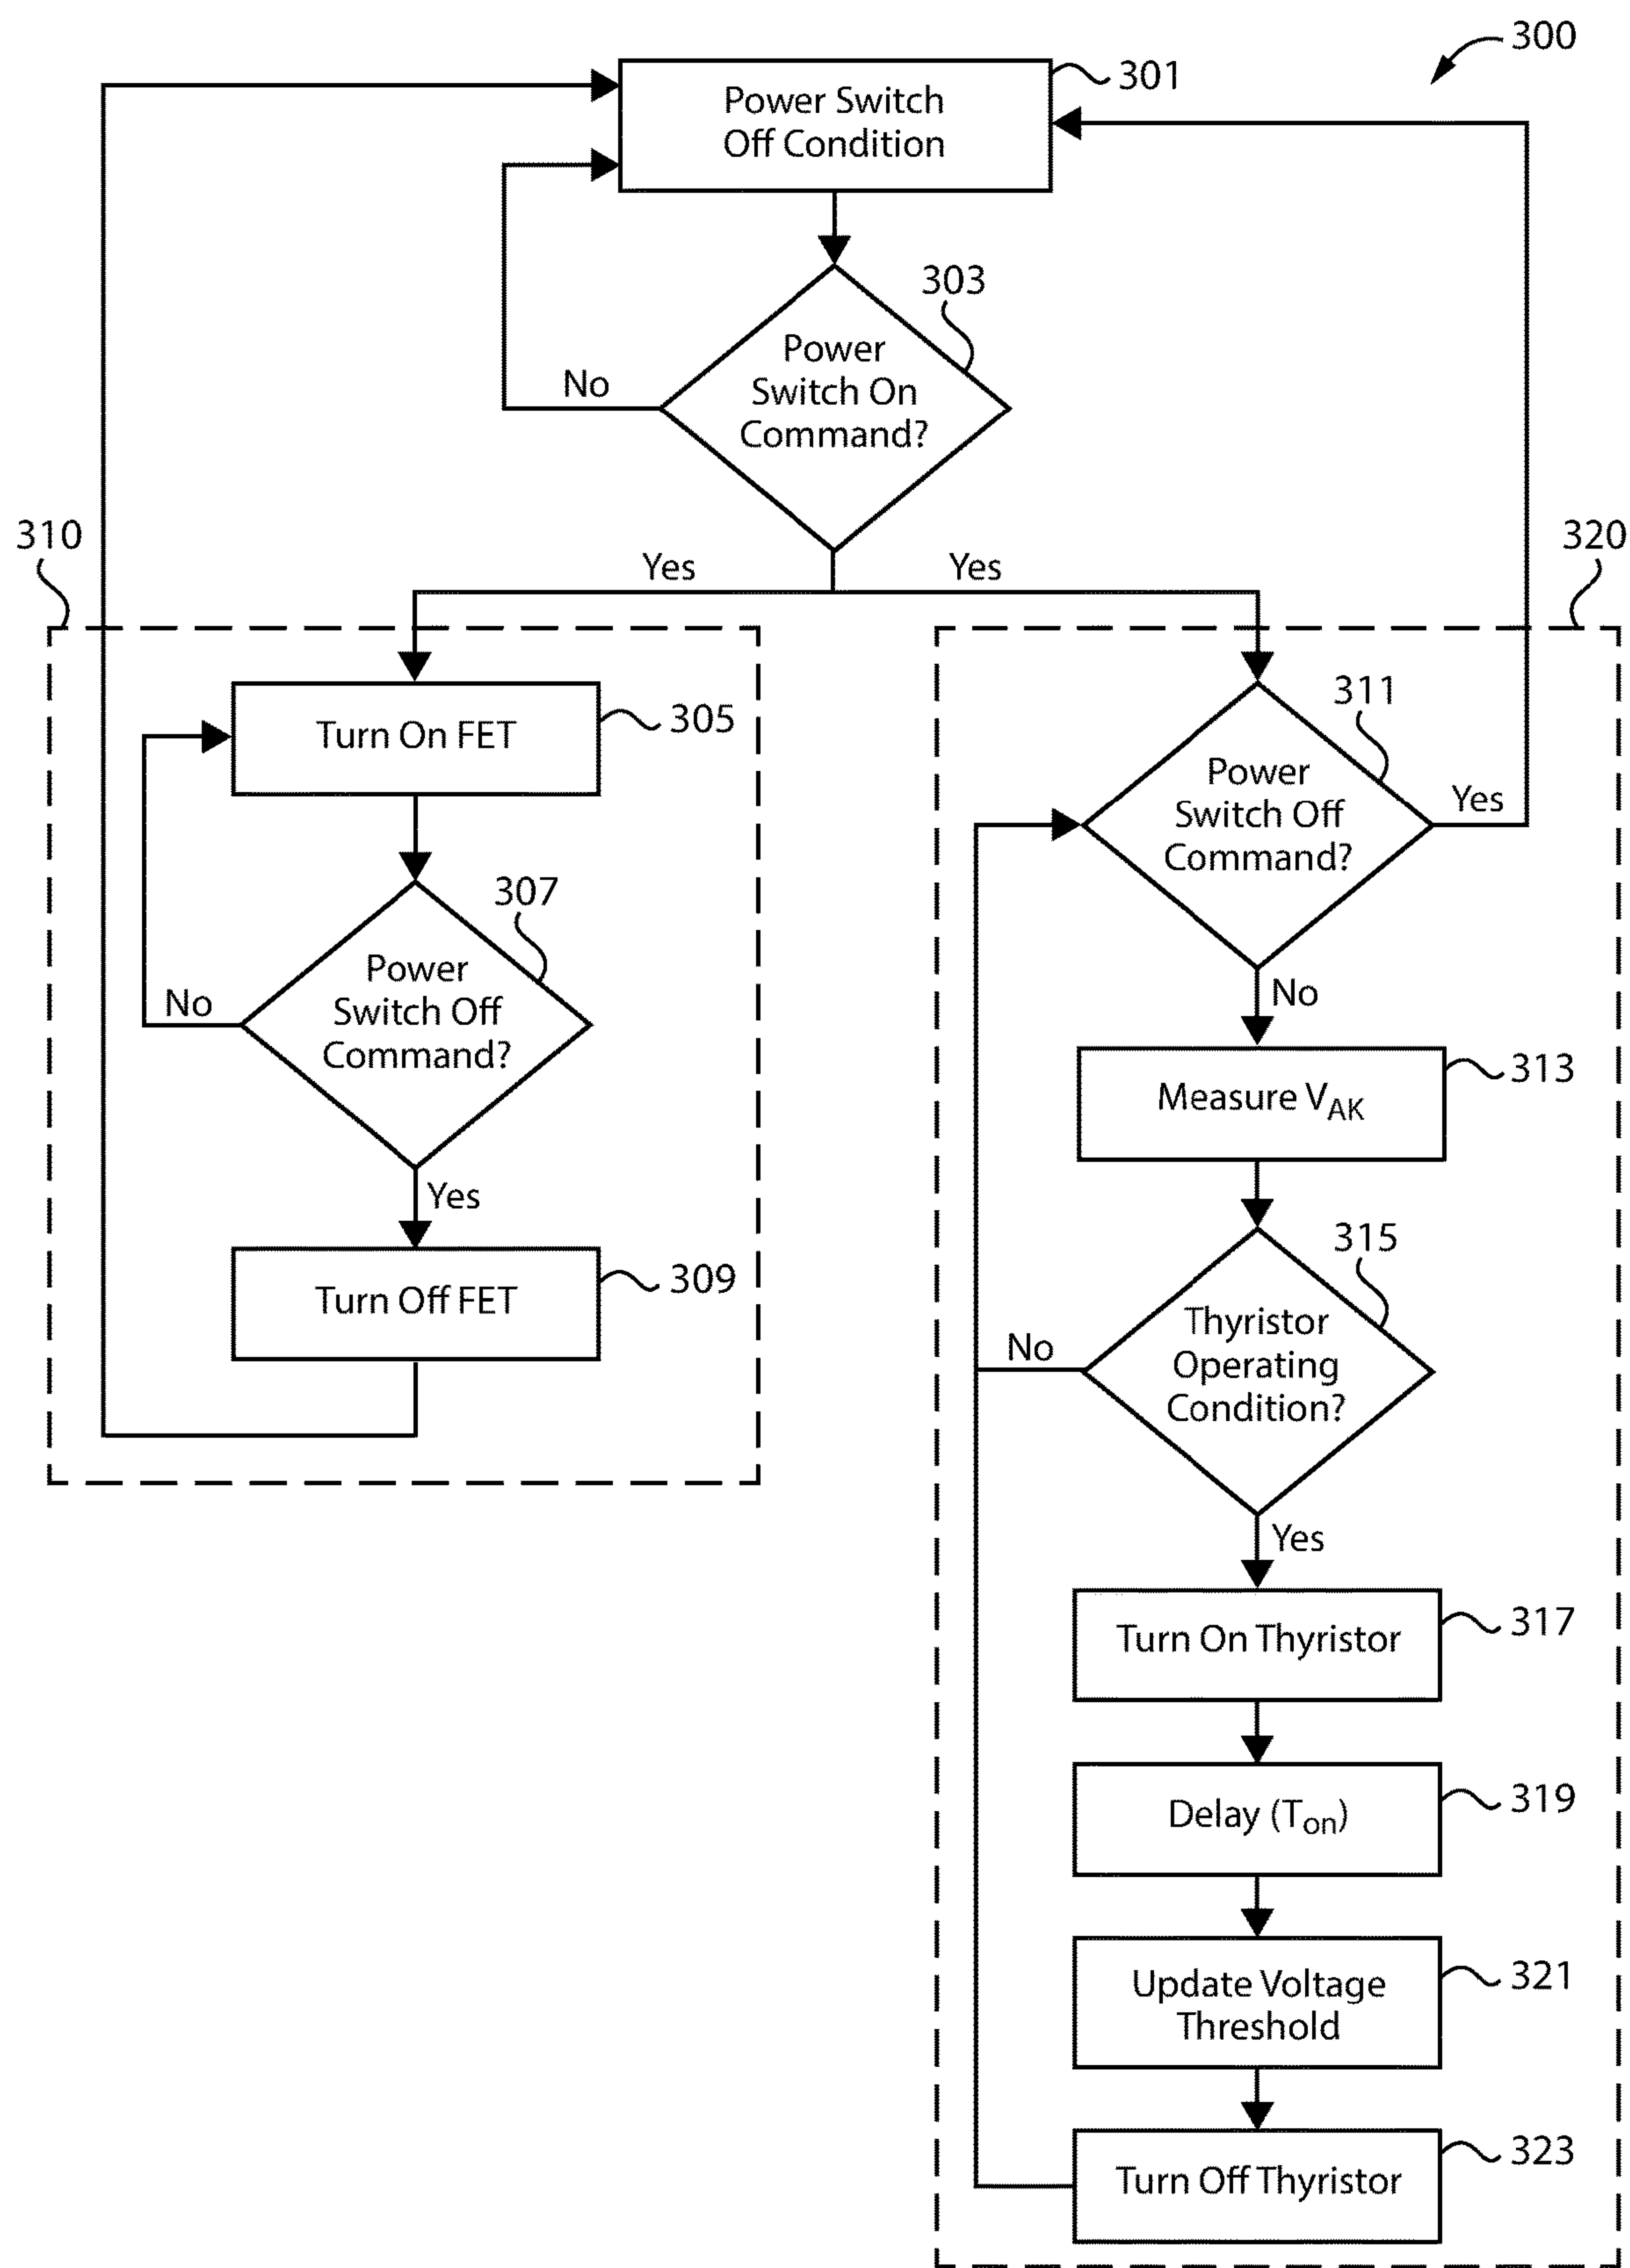 300
301
Power Switch
Off Condition
303
Power
Switch On
Command?
No
Yes
Yes
310
320
Turn On FET
305
307
Power
Switch Off
Command?
No
Yes
Turn Off FET
309
311
Power
Switch Off
Command?
Yes
No
Measure VAK
313
315
Thyristor
Operating
Condition?
No
Yes
Turn On Thyristor
317
Delay (Ton)
319
Update Voltage
Threshold
321
Turn Off Thyristor
323